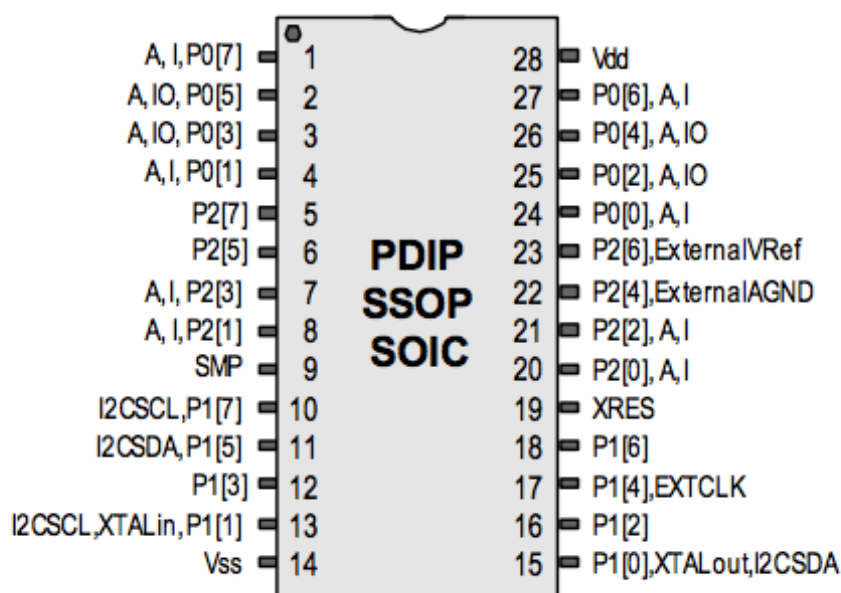 A, I, P0[7] 1 28 Vdd
A, IO, P0[5] 2 27 P0[6], A, I
A, IO, P0[3] 3 26 P0[4], A, IO
A, I, P0[1] 4 25 P0[2], A, IO
P2[7] 5 24 P0[0], A, I
P2[5] 6 PDIP 23 P2[6],ExternalVRef
A, I, P2[3] 7 SSOP 22 P2[4],ExternalAGND
A, I, P2[1] 8 SOIC 21 P2[2], A, I
SMP 9 20 P2[0], A, I
I2CSCL,P1[7] 10 19 XRES
I2CSDA,P1[5] 11 18 P1[6]
P1[3] 12 17 P1[4],EXTCLK
I2CSCL,XTALin,P1[1] 13 16 P1[2]
Vss 14 15 P1[0],XTALout,I2CSDA